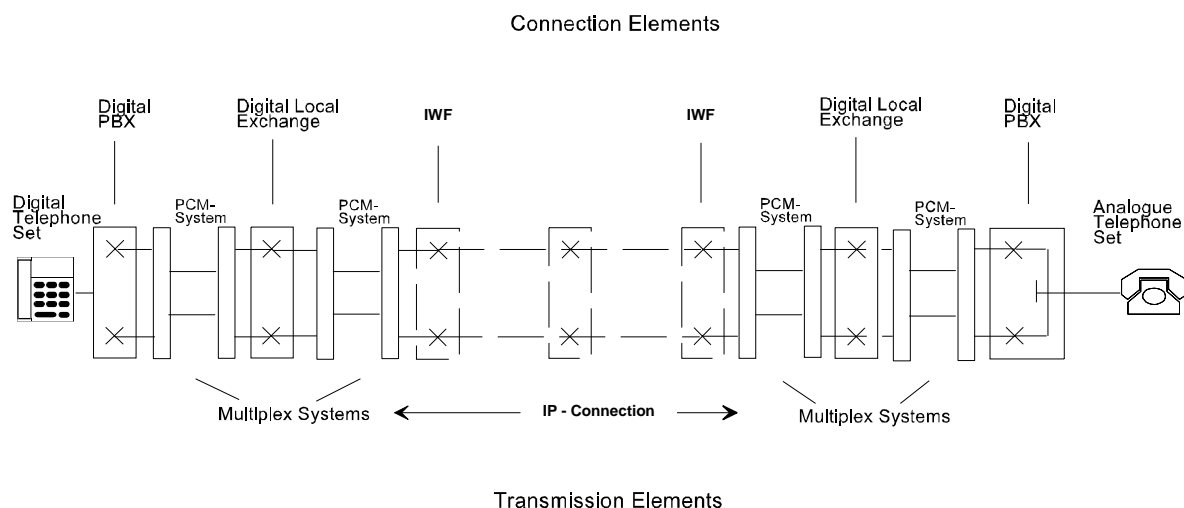 Connection Elements
Digital
PBX
Digital Local
Exchange
IWF
IWF
Digital Local
Exchange
Digital
PBX
Digital
Telephone
Set
PCM-
System
PCM-
System
PCM-
System
PCM-
System
Analogue
Telephone
Set
Multiplex Systems
IP - Connection
Multiplex Systems
Transmission Elements